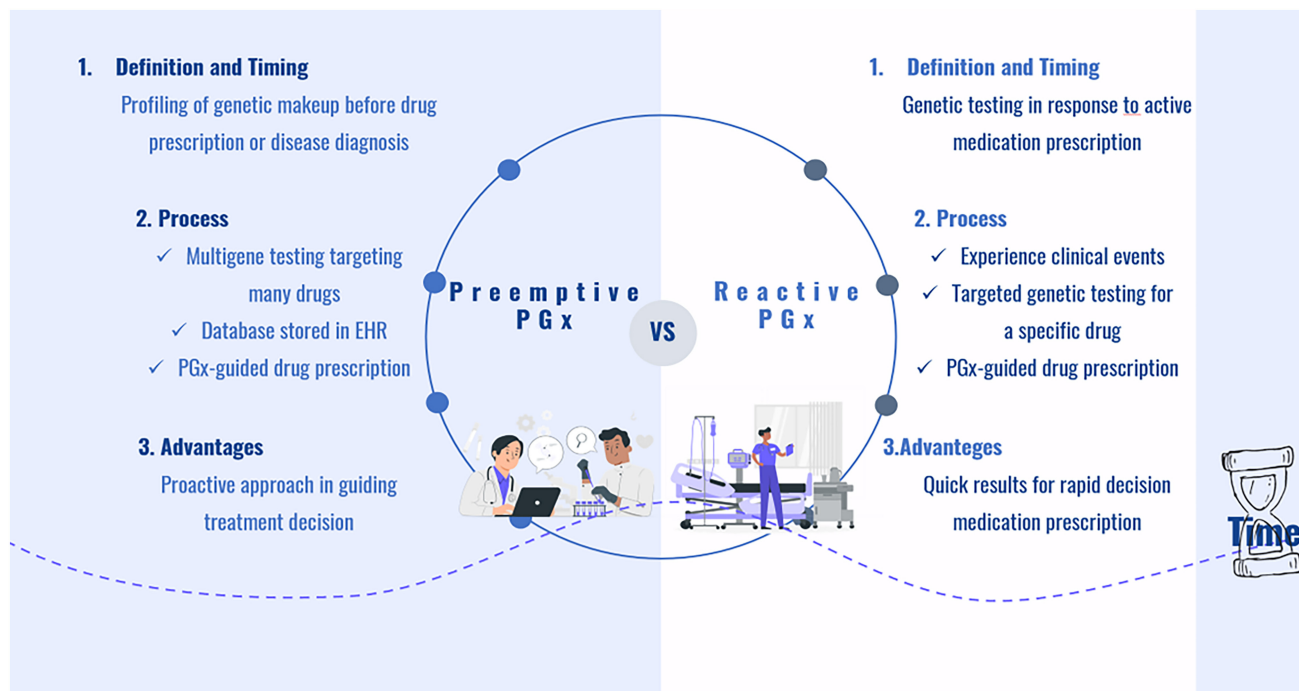 1. Definition and Timing
Profiling of genetic makeup before drug
prescription or disease diagnosis
2. Process
✓ Multigene testing targeting
many drugs
✓ Database stored in EHR
✓ PGx-guided drug prescription
3. Advantages
Proactive approach in guiding
treatment decision
Preemptive
PGx
VS
Reactive
PGx
1. Definition and Timing
Genetic testing in response to active
medication prescription
2. Process
✓ Experience clinical events
✓ Targeted genetic testing for
a specific drug
✓ PGx-guided drug prescription
3.Advanteges
Quick results for rapid decision
medication prescription
Time